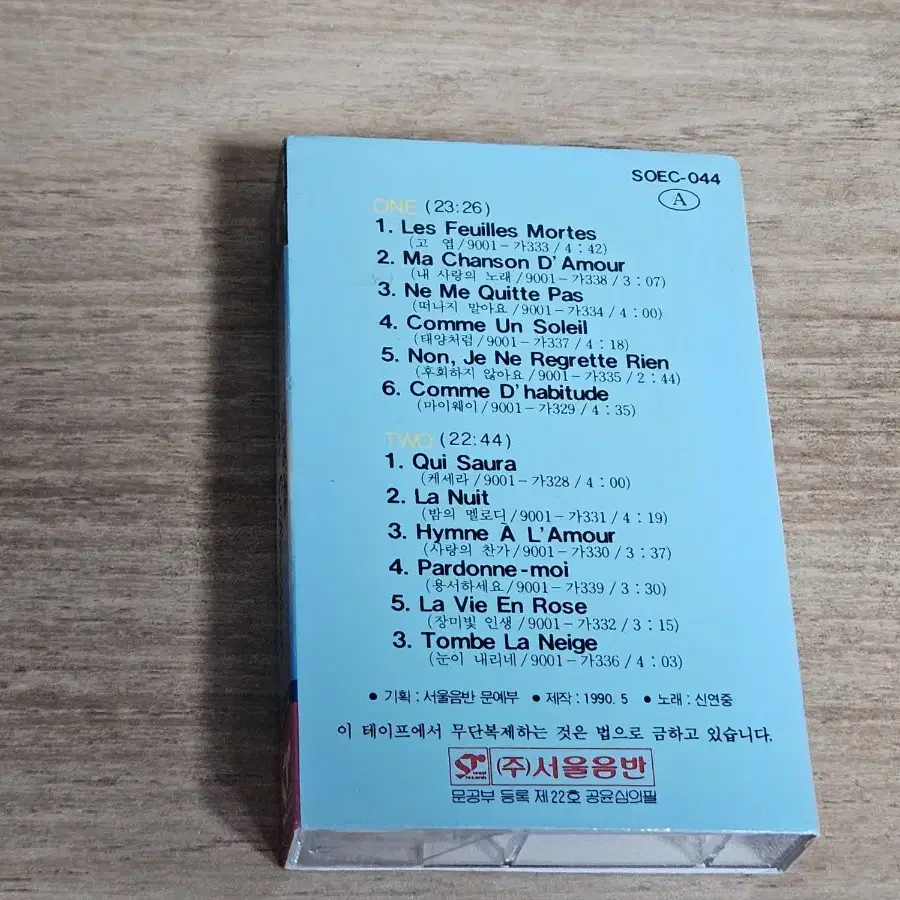 SOEC-044
A
ONE (23:26)
1. Les Feuilles Mortes
(고 엽/9001-가333/4:42)
2. Ma Chanson D'Amour
(내 사랑의 노래/9001-가338/3:07)
3. Ne Me Quitte Pas
(떠나지 말아요/9001-가334/4:00)
4. Comme Un Soleil
(태양처럼/9001-가337/4:18)
5. Non, Je Ne Regrette Rien
(후회하지 않아요/9001-가335/2:44)
6. Comme D'habitude
(마이웨이/9001-가329/4:35)
TWO (22:44)
1. Qui Saura
(케세라/9001-가328/4:00)
2. La Nuit
(밤의 멜로디/9001-가331/4:19)
3. Hymne À L'Amour
(사랑의 찬가/9001-가330/3:37)
4. Pardonne-moi
(용서하세요/9001-가339/3:30)
5. La Vie En Rose
(장미빛 인생/9001-가332/3:15)
3. Tombe La Neige
(눈이 내리네/9001-가336/4:03)
● 기획 : 서울음반 문예부 ● 제작 : 1990. 5 ● 노래 : 신연중
이 테이프에서 무단복제하는 것은 법으로 금하고 있습니다.
(주)서울음반
문공부 등록 제22호 공윤심의필